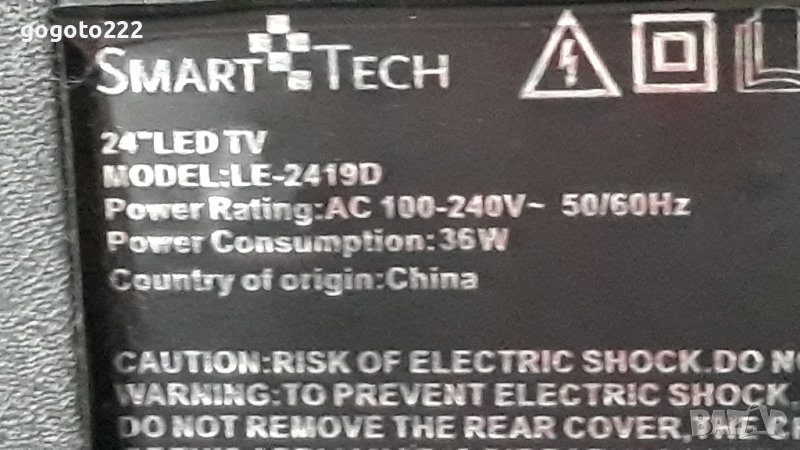 gogoto222
SMART TECH
24" LED TV
MODEL:LE-2419D
Power Rating:AC 100-240V~ 50/60Hz
Power Consumption:36W
Country of origin:China
CAUTION:RISK OF ELECTRIC SHOCK.DO
WARNING:TO PREVENT ELECTRIC SHOCK.
DO NOT REMOVE THE REAR COVER,THE
BAZAR